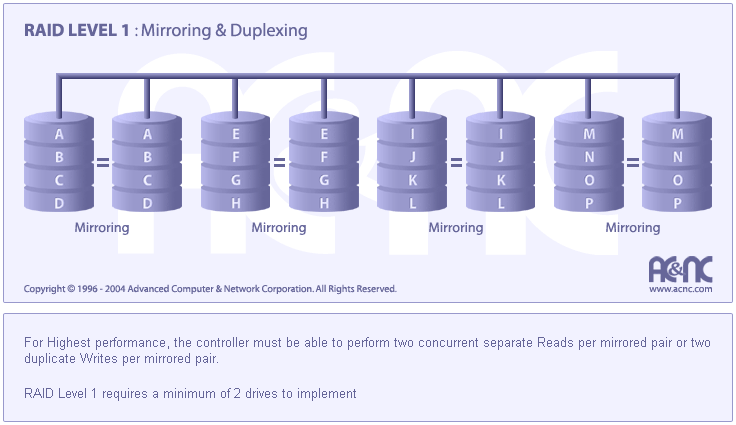 RAID LEVEL 1 : Mirroring & Duplexing
A A E E I I M M
B = B F = F J = J N = N
C C G G K K O O
D D H H L L P P
Mirroring Mirroring Mirroring Mirroring
AC&NC
Copyright © 1996 - 2004 Advanced Computer & Network Corporation. All Rights Reserved.
www.acnc.com
For Highest performance, the controller must be able to perform two concurrent separate Reads per mirrored pair or two
duplicate Writes per mirrored pair.
RAID Level 1 requires a minimum of 2 drives to implement